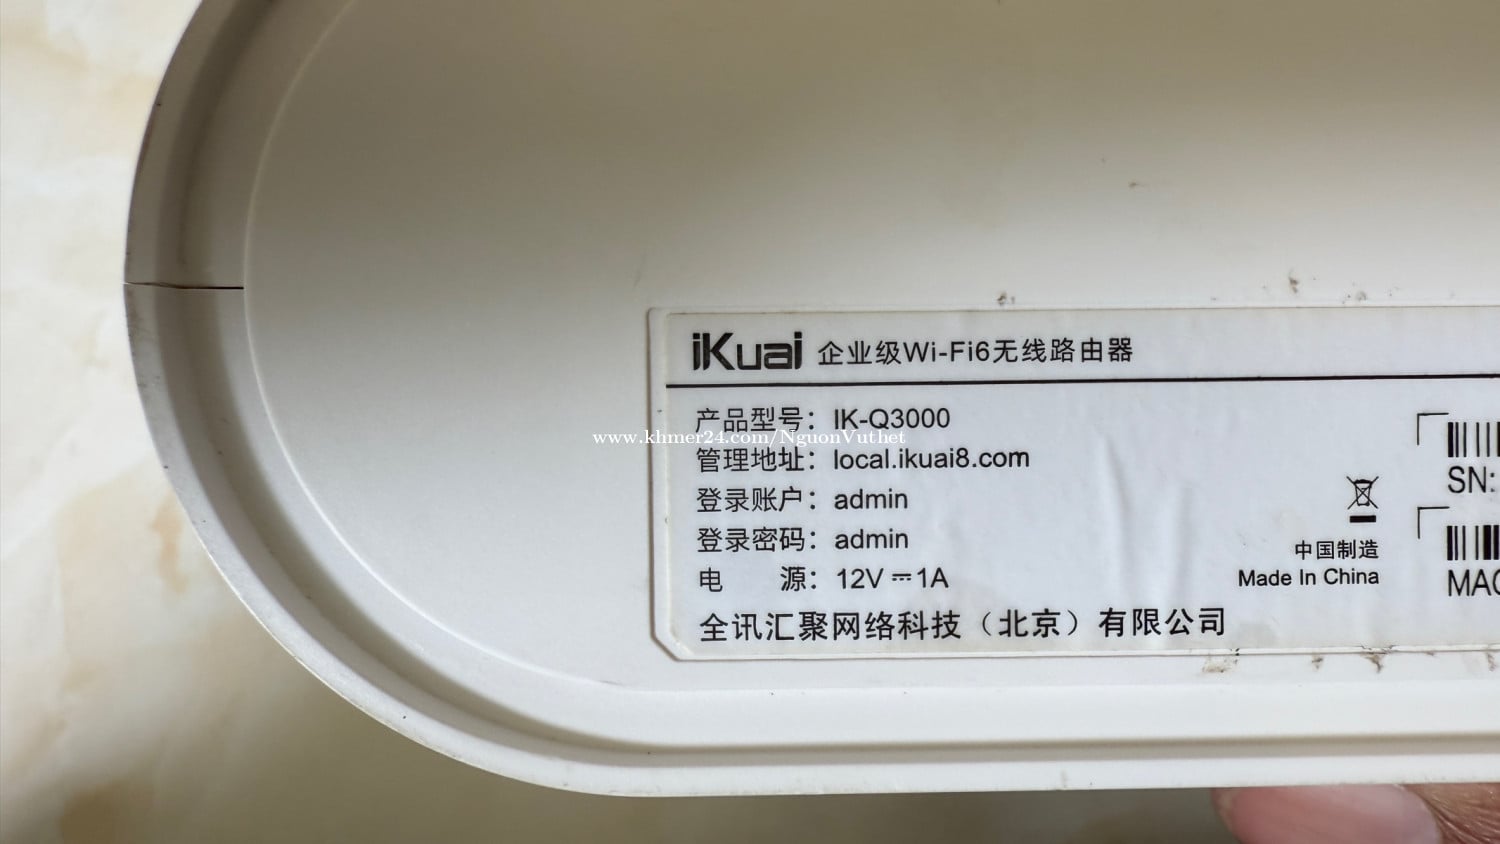 iKuai 企业级Wi-Fi6无线路由器
产品型号：IK-Q3000
www.khmer24.com/NguonVuthet
管理地址：local.ikuai8.com
登录账户：admin
登录密码：admin
电 源：12V⎓1A
全讯汇聚网络科技（北京）有限公司
中国制造
Made In China
SN:
MAC